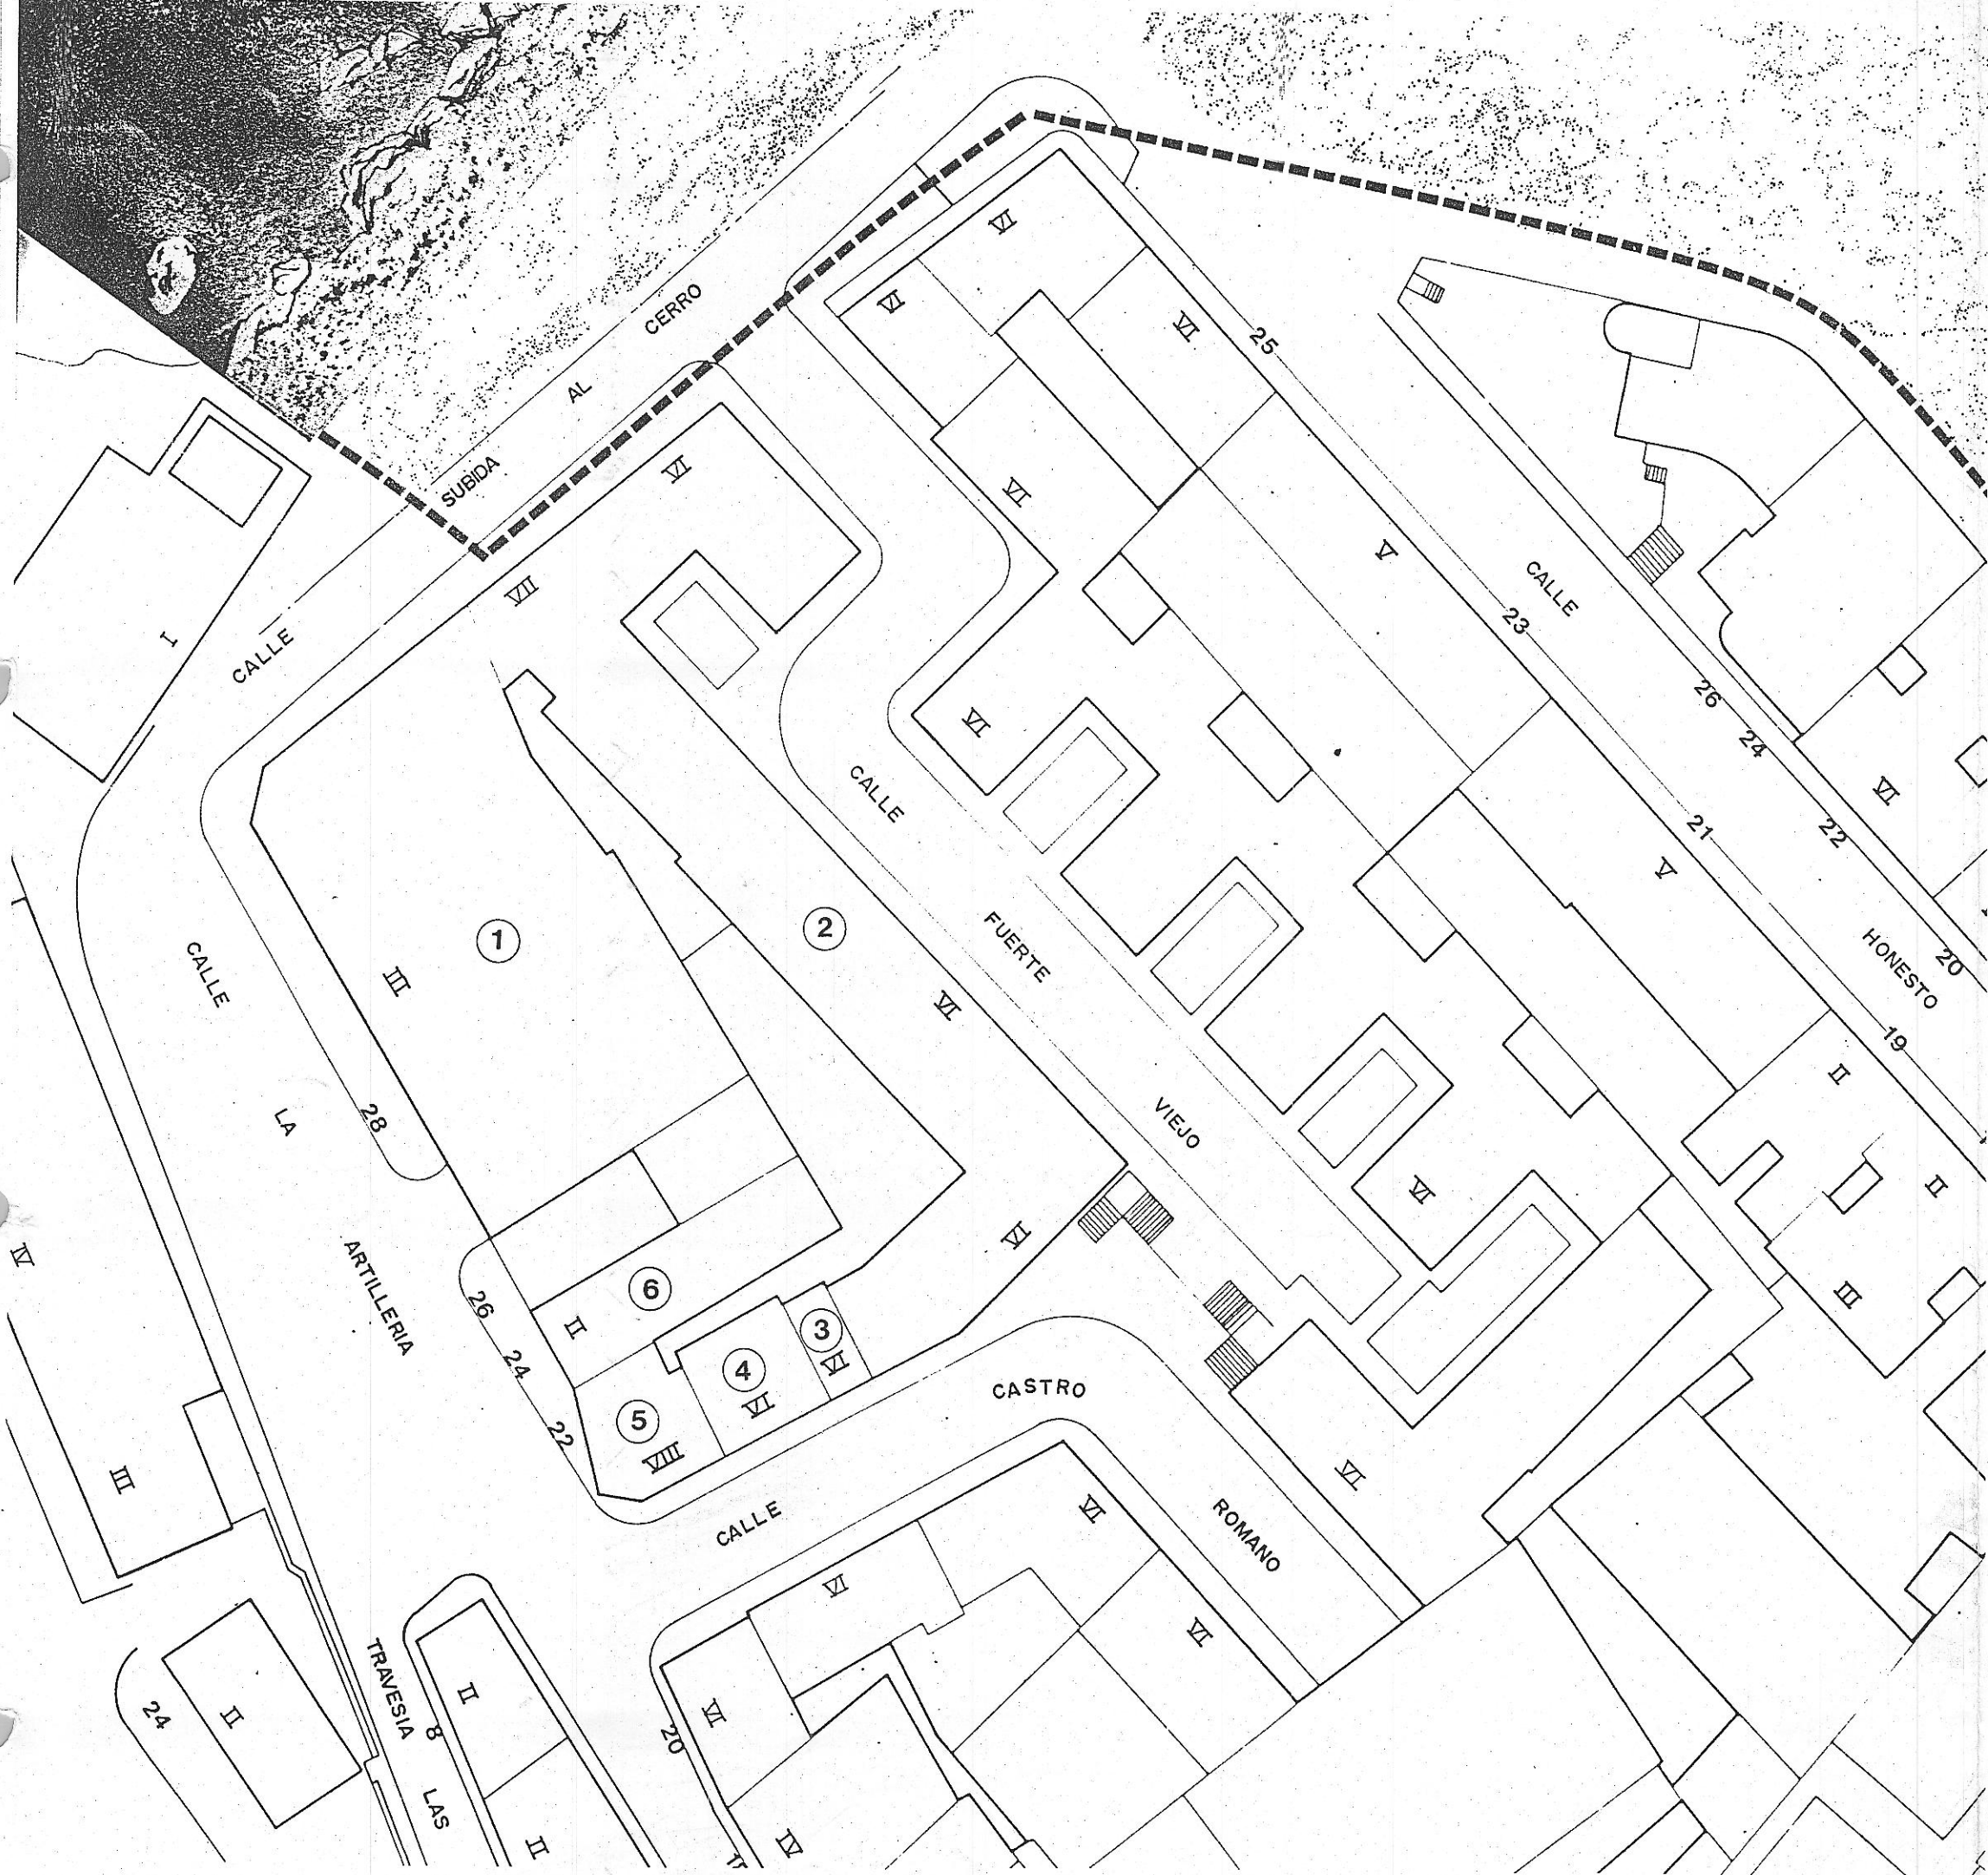 SUBIDA AL CERRO
CALLE
VI
VI
VI
25
VI
VI
VII
I
V
23
CALLE
26
24
22
20
HONESTO
VI
21
V
19
VI
CALLE
FUERTE
VIEJO
1
2
III
VI
CALLE
LA
ARTILLERIA
28
II
II
III
VI
VI
6
II
26
24
22
3
VI
4
VI
5
VIII
CASTRO
CALLE
ROMANO
VI
VI
VI
VI
VI
IV
20
IV
III
24
II
TRAVESIA
LAS
8
II
II